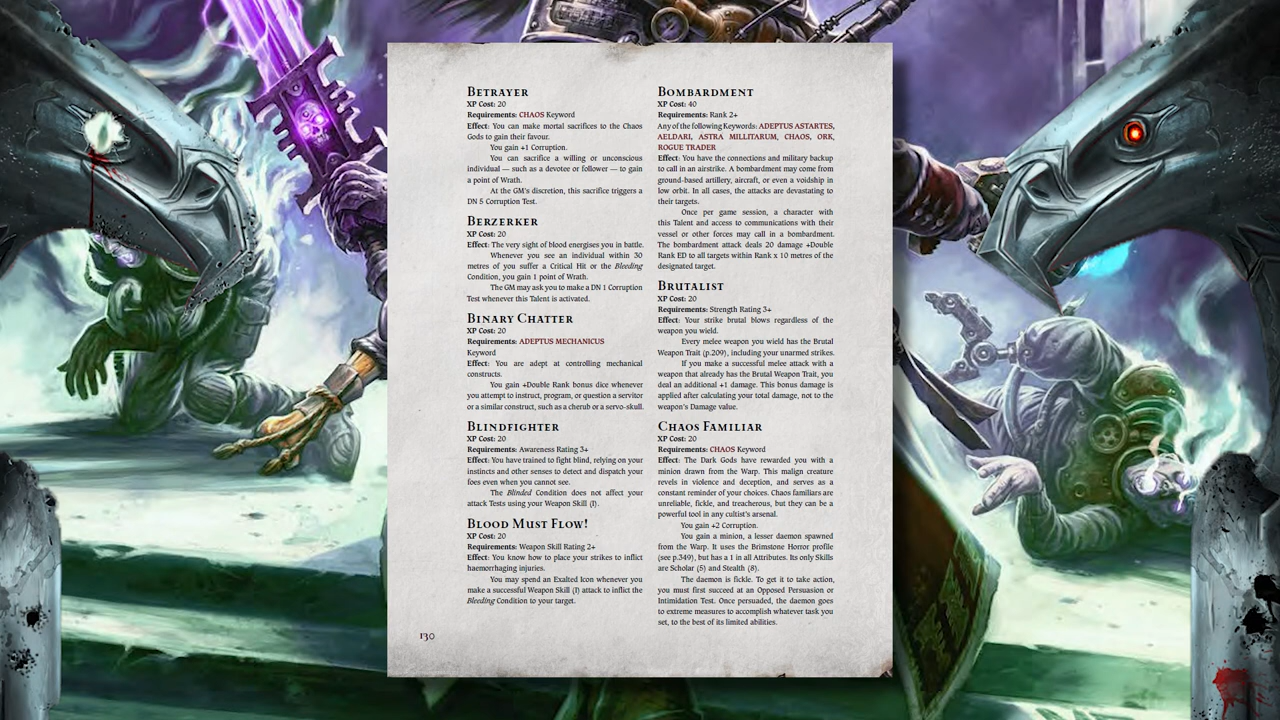 BETRAYER
XP Cost: 20
Requirements: CHAOS Keyword
Effect: You can make mortal sacrifices to the Chaos
Gods to gain their favour.
You gain +1 Corruption.
You can sacrifice a willing or unconscious
individual — such as a devotee or follower — to gain
a point of Wrath.
At the GM's discretion, this sacrifice triggers a
DN 5 Corruption Test.
BERZERKER
XP Cost: 20
Effect: The very sight of blood energises you in battle.
Whenever you see an individual within 30
metres of you suffer a Critical Hit or the Bleeding
Condition, you gain 1 point of Wrath.
The GM may ask you to make a DN 1 Corruption
Test whenever this Talent is activated.
BINARY CHATTER
XP Cost: 20
Requirements: ADEPTUS MECHANICUS
Keyword
Effect: You are adept at controlling mechanical
constructs.
You gain +Double Rank bonus dice whenever
you attempt to instruct, program, or question a servitor
or a similar construct, such as a cherub or a servo-skull.
BLINDFIGHTER
XP Cost: 20
Requirements: Awareness Rating 3+
Effect: You have trained to fight blind, relying on your
instincts and other senses to detect and dispatch your
foes even when you cannot see.
The Blinded Condition does not affect your
attack Tests using your Weapon Skill (I).
BLOOD MUST FLOW!
XP Cost: 20
Requirements: Weapon Skill Rating 2+
Effect: You know how to place your strikes to inflict
haemorrhaging injuries.
You may spend an Exalted Icon whenever you
make a successful Weapon Skill (I) attack to inflict the
Bleeding Condition to your target.
130
BOMBARDMENT
XP Cost: 40
Requirements: Rank 2+
Any of the following Keywords: ADEPTUS ASTARTES,
AELDARI, ASTRA MILLITARUM, CHAOS, ORK,
ROGUE TRADER
Effect: You have the connections and military backup
to call in an airstrike. A bombardment may come from
ground-based artillery, aircraft, or even a voidship in
low orbit. In all cases, the attacks are devastating to
their targets.
Once per game session, a character with
this Talent and access to communications with their
vessel or other forces may call in a bombardment.
The bombardment attack deals 20 damage +Double
Rank ED to all targets within Rank x 10 metres of the
designated target.
BRUTALIST
XP Cost: 20
Requirements: Strength Rating 3+
Effect: Your strike brutal blows regardless of the
weapon you wield.
Every melee weapon you wield has the Brutal
Weapon Trait (p.209), including your unarmed strikes.
If you make a successful melee attack with a
weapon that already has the Brutal Weapon Trait, you
deal an additional +1 damage. This bonus damage is
applied after calculating your total damage, not to the
weapon's Damage value.
CHAOS FAMILIAR
XP Cost: 20
Requirements: CHAOS Keyword
Effect: The Dark Gods have rewarded you with a
minion drawn from the Warp. This malign creature
revels in violence and deception, and serves as a
constant reminder of your choices. Chaos familiars are
unreliable, fickle, and treacherous, but they can be a
powerful tool in any cultist's arsenal.
You gain +2 Corruption.
You gain a minion, a lesser daemon spawned
from the Warp. It uses the Brimstone Horror profile
(see p.349), but has a 1 in all Attributes. Its only Skills
are Scholar (5) and Stealth (8).
The daemon is fickle. To get it to take action,
you must first succeed at an Opposed Persuasion or
Intimidation Test. Once persuaded, the daemon goes
to extreme measures to accomplish whatever task you
set, to the best of its limited abilities.